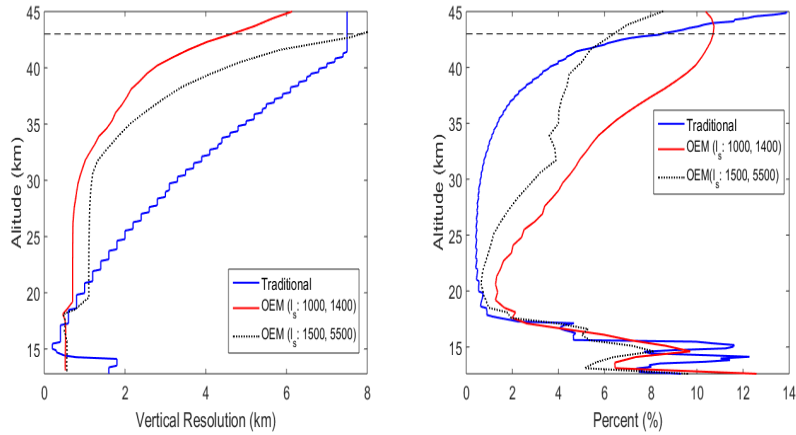 45
40
35
30
25
20
15
0
2
4
6
8
Alitude (km)
Vertical Resolution (km)
Traditional
OEM (ls: 1000, 1400)
OEM (ls: 1500, 5500)
45
40
35
30
25
20
15
0
2
4
6
8
10
12
14
Altitude (km)
Percent (%)
Traditional
OEM (ls: 1000, 1400)
OEM(ls: 1500, 5500)